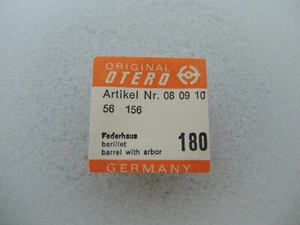 ORIGINAL
OTERO
Artikel Nr. 08 09 10
56 156
Federhaus
barillet
barrel with arbor
180
GERMANY